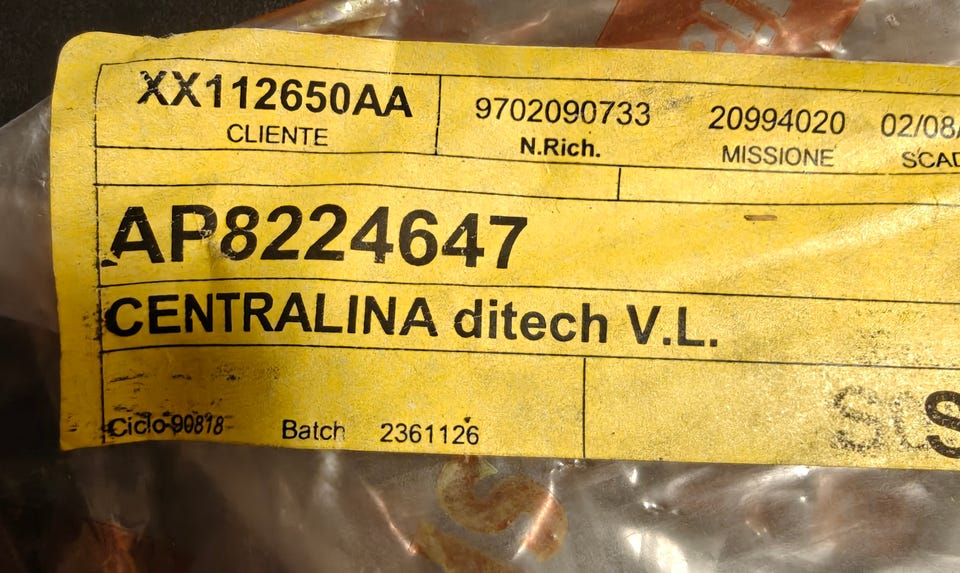 XX112650AA 9702090733 20994020 02/08/
CLIENTE N.Rich. MISSIONE SCAD
AP8224647
CENTRALINA ditech V.L.
Ciclo 90818 Batch 2361126